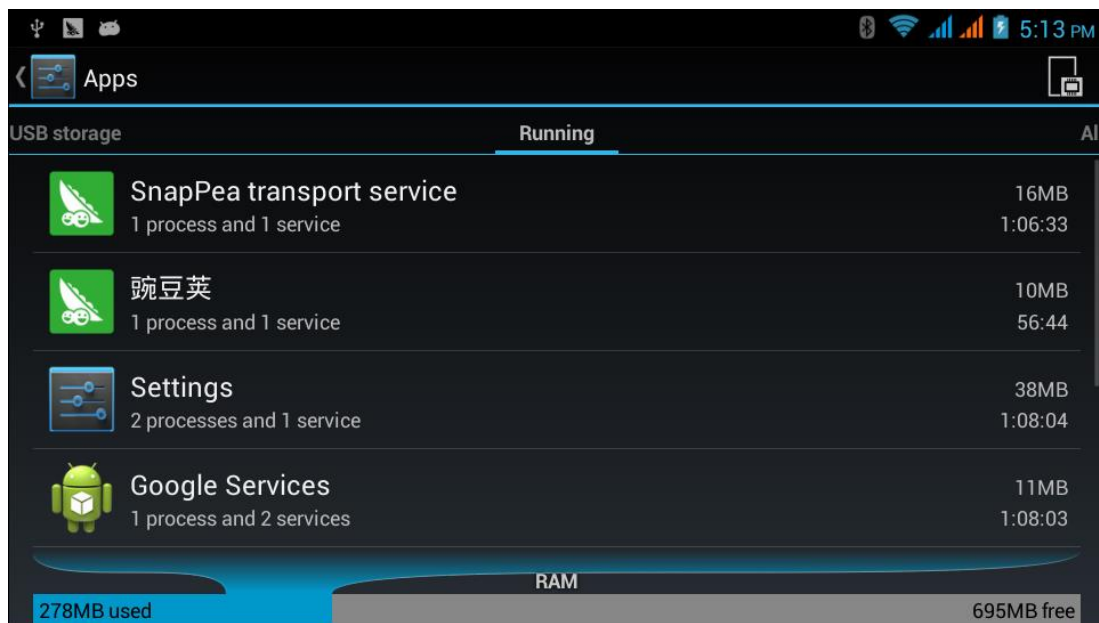 5:13 PM
Apps
USB storage
Running
Al
SnapPea transport service
16MB
1 process and 1 service
1:06:33
豌豆荚
10MB
1 process and 1 service
56:44
Settings
38MB
2 processes and 1 service
1:08:04
Google Services
11MB
1 process and 2 services
1:08:03
RAM
278MB used
695MB free